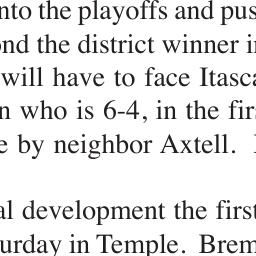 nto the playoffs and pus
ond the district winner i
will have to face Itasca
n who is 6-4, in the firs
e by neighbor Axtell.
al development the first
urday in Temple. Brem